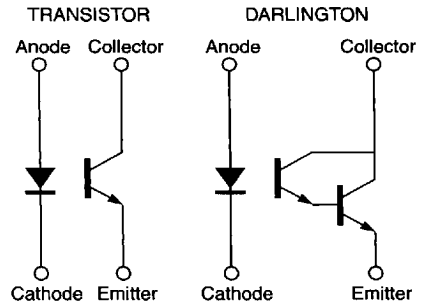 TRANSISTOR DARLINGTON
Anode Collector Anode Collector
Cathode Emitter Cathode Emitter